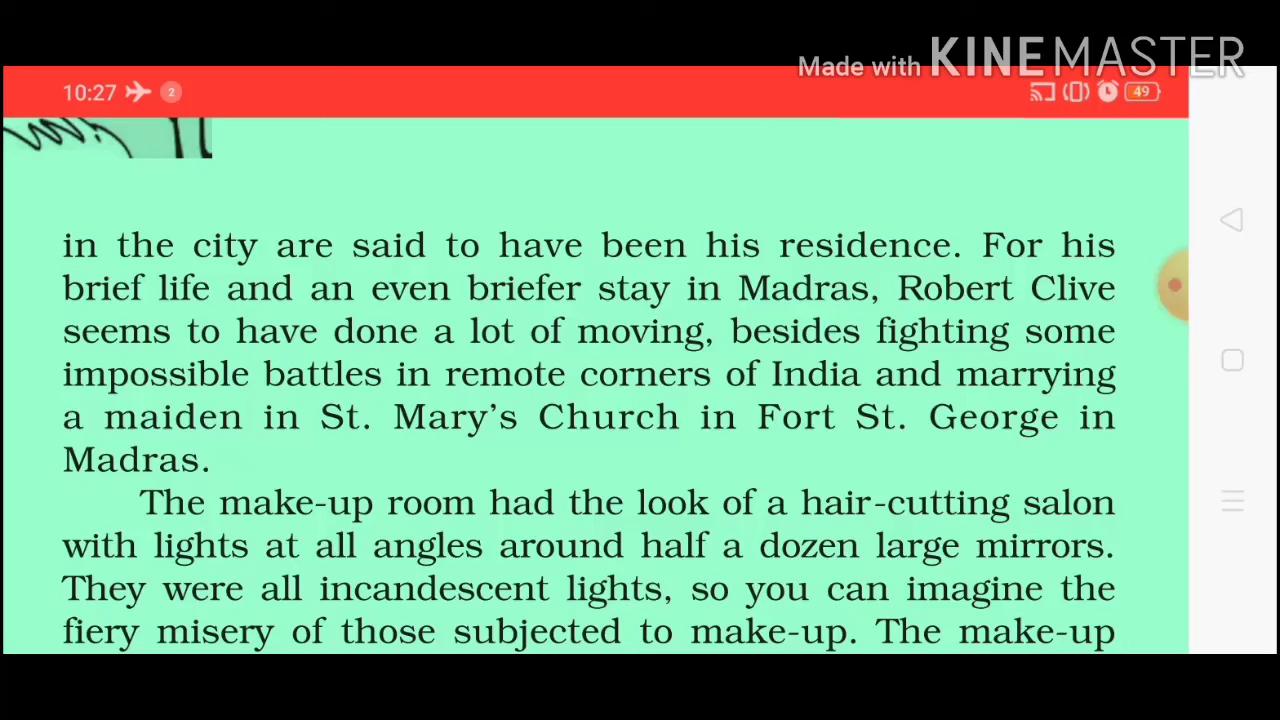 Made with KINEMASTER
10:27 2 49
in the city are said to have been his residence. For his
brief life and an even briefer stay in Madras, Robert Clive
seems to have done a lot of moving, besides fighting some
impossible battles in remote corners of India and marrying
a maiden in St. Mary's Church in Fort St. George in
Madras.
The make-up room had the look of a hair-cutting salon
with lights at all angles around half a dozen large mirrors.
They were all incandescent lights, so you can imagine the
fiery misery of those subjected to make-up. The make-up